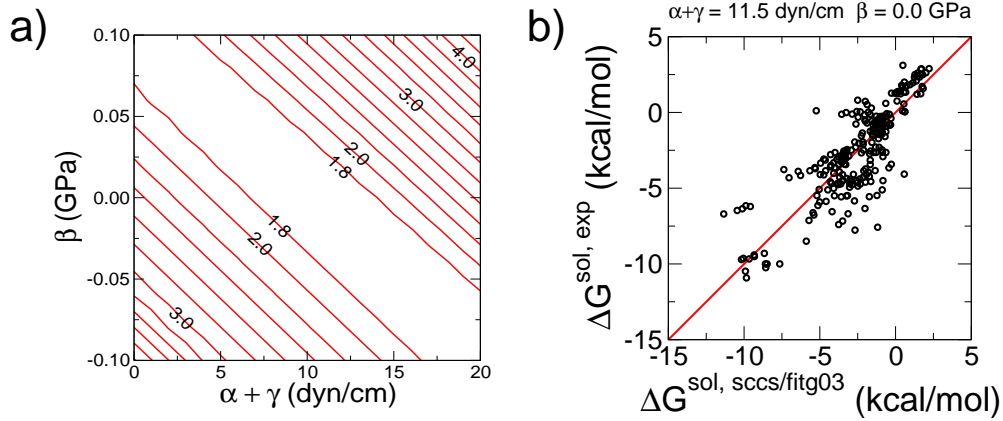 a)
β (GPa)
0.10
0.05
0.00
-0.05
-0.10
4.0
3.0
2.0
1.8
1.8
2.0
3.0
0 5 10 15 20
α + γ (dyn/cm)
b)
α+γ = 11.5 dyn/cm β = 0.0 GPa
ΔG^sol, exp (kcal/mol)
5
0
-5
-10
-15
-15 -10 -5 0 5
ΔG^sol, sccs/fitg03 (kcal/mol)